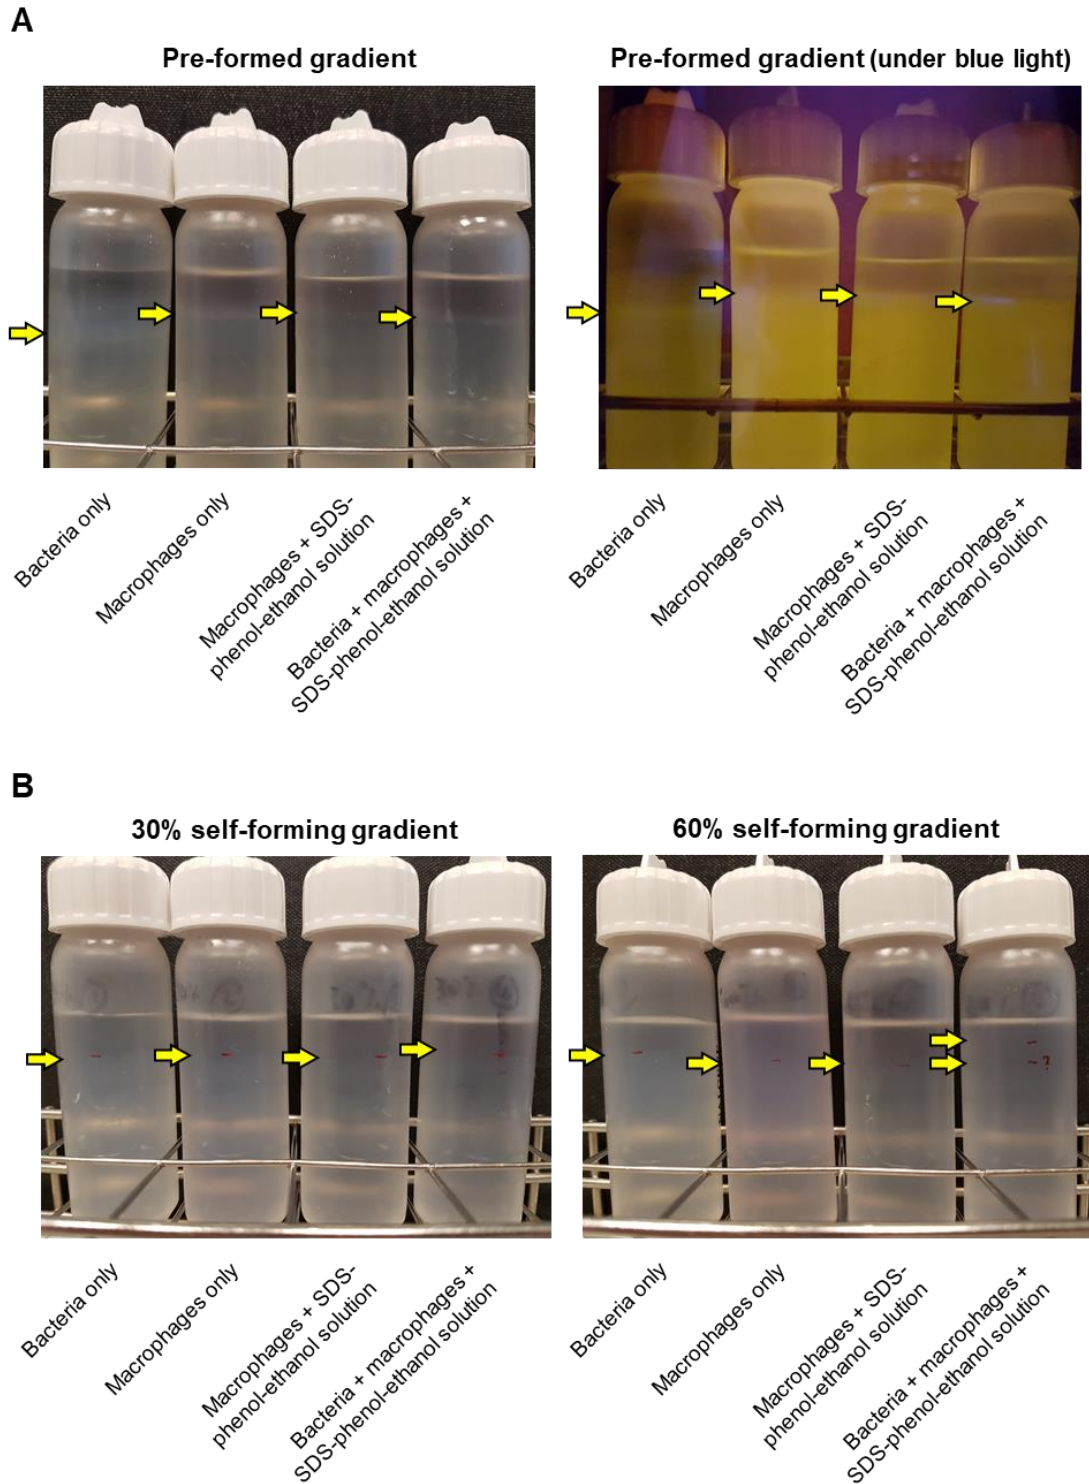 A
Pre-formed gradient
Pre-formed gradient (under blue light)
Bacteria only
Macrophages only
Macrophages + SDS-
phenol-ethanol solution
Bacteria + macrophages +
SDS-phenol-ethanol solution
Bacteria only
Macrophages only
Macrophages + SDS-
phenol-ethanol solution
Bacteria + macrophages +
SDS-phenol-ethanol solution
B
30% self-forming gradient
60% self-forming gradient
?
Bacteria only
Macrophages only
Macrophages + SDS-
phenol-ethanol solution
Bacteria + macrophages +
SDS-phenol-ethanol solution
Bacteria only
Macrophages only
Macrophages + SDS-
phenol-ethanol solution
Bacteria + macrophages +
SDS-phenol-ethanol solution